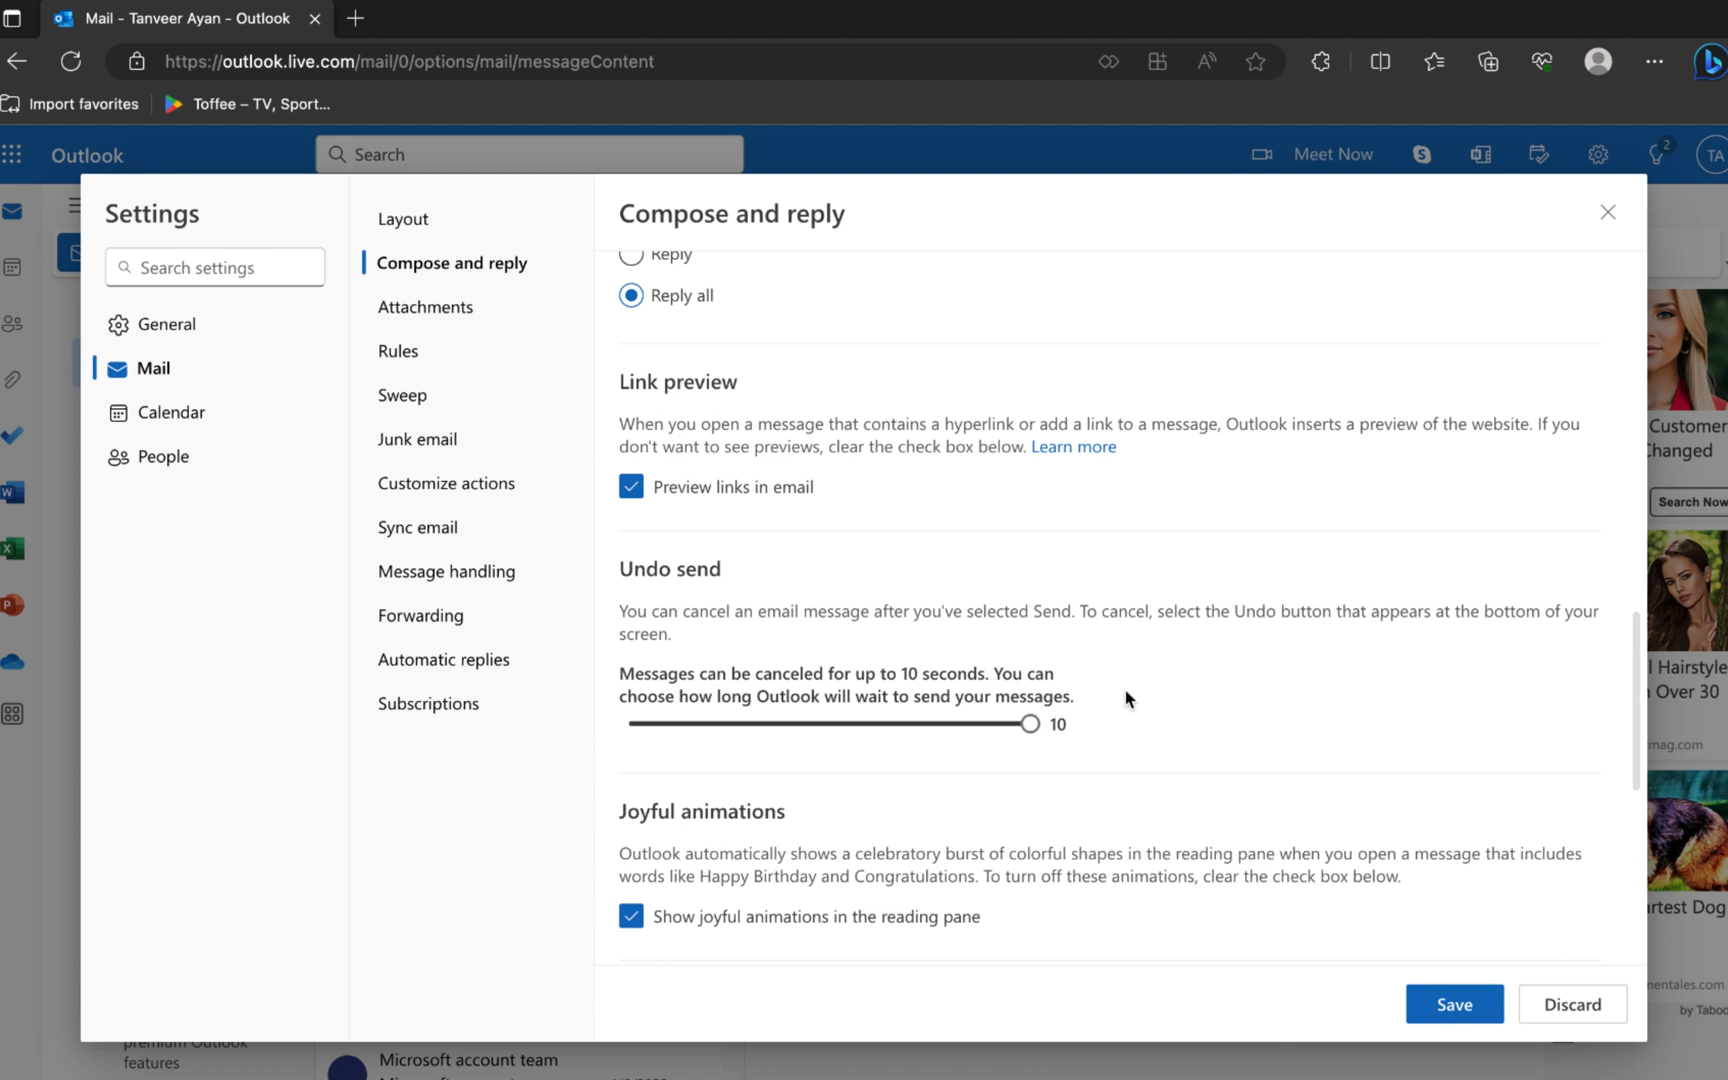 Mail - Tanveer Ayan - Outlook
https://outlook.live.com/mail/0/options/mail/messageContent
Import favorites
Toffee – TV, Sport...
Outlook
Search
Meet Now
2
TA
Settings
Search settings
General
Mail
Calendar
People
Layout
Compose and reply
Attachments
Rules
Sweep
Junk email
Customize actions
Sync email
Message handling
Forwarding
Automatic replies
Subscriptions
Compose and reply
Reply
Reply all
Link preview
When you open a message that contains a hyperlink or add a link to a message, Outlook inserts a preview of the website. If you
don't want to see previews, clear the check box below. Learn more
Preview links in email
Undo send
You can cancel an email message after you've selected Send. To cancel, select the Undo button that appears at the bottom of your
screen.
Messages can be canceled for up to 10 seconds. You can
choose how long Outlook will wait to send your messages.
10
Joyful animations
Outlook automatically shows a celebratory burst of colorful shapes in the reading pane when you open a message that includes
words like Happy Birthday and Congratulations. To turn off these animations, clear the check box below.
Show joyful animations in the reading pane
Save
Discard
Customer
Changed
Search Now
Hairstyle
Over 30
mag.com
rtest Dog
mentales.com
by Taboo
premium Outlook
features
Microsoft account team